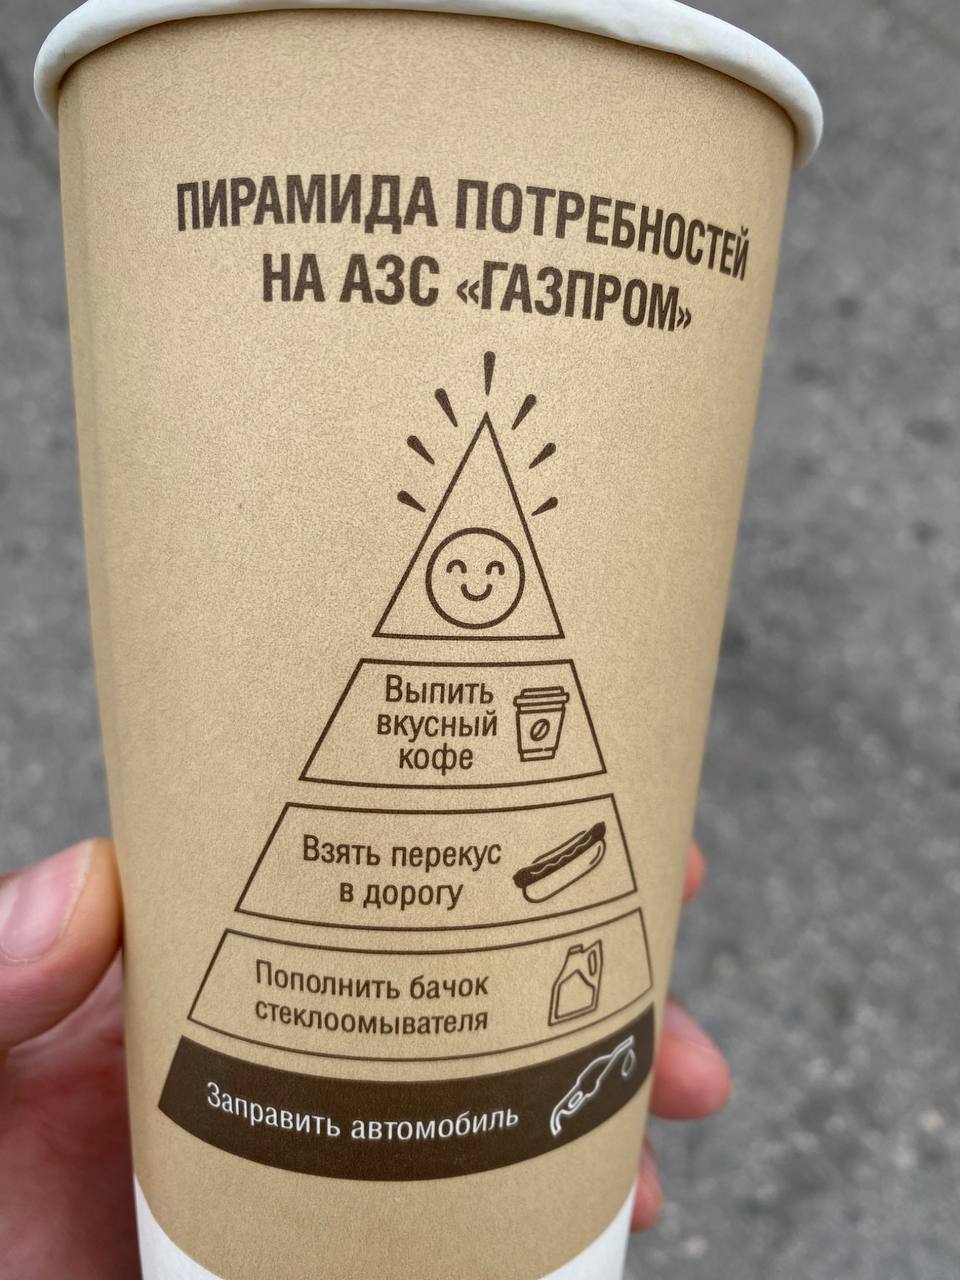 ПИРАМИДА ПОТРЕБНОСТЕЙ
НА АЗС «ГАЗПРОМ»
Выпить
вкусный
кофе
Взять перекус
в дорогу
Пополнить бачок
стеклоомывателя
Заправить автомобиль